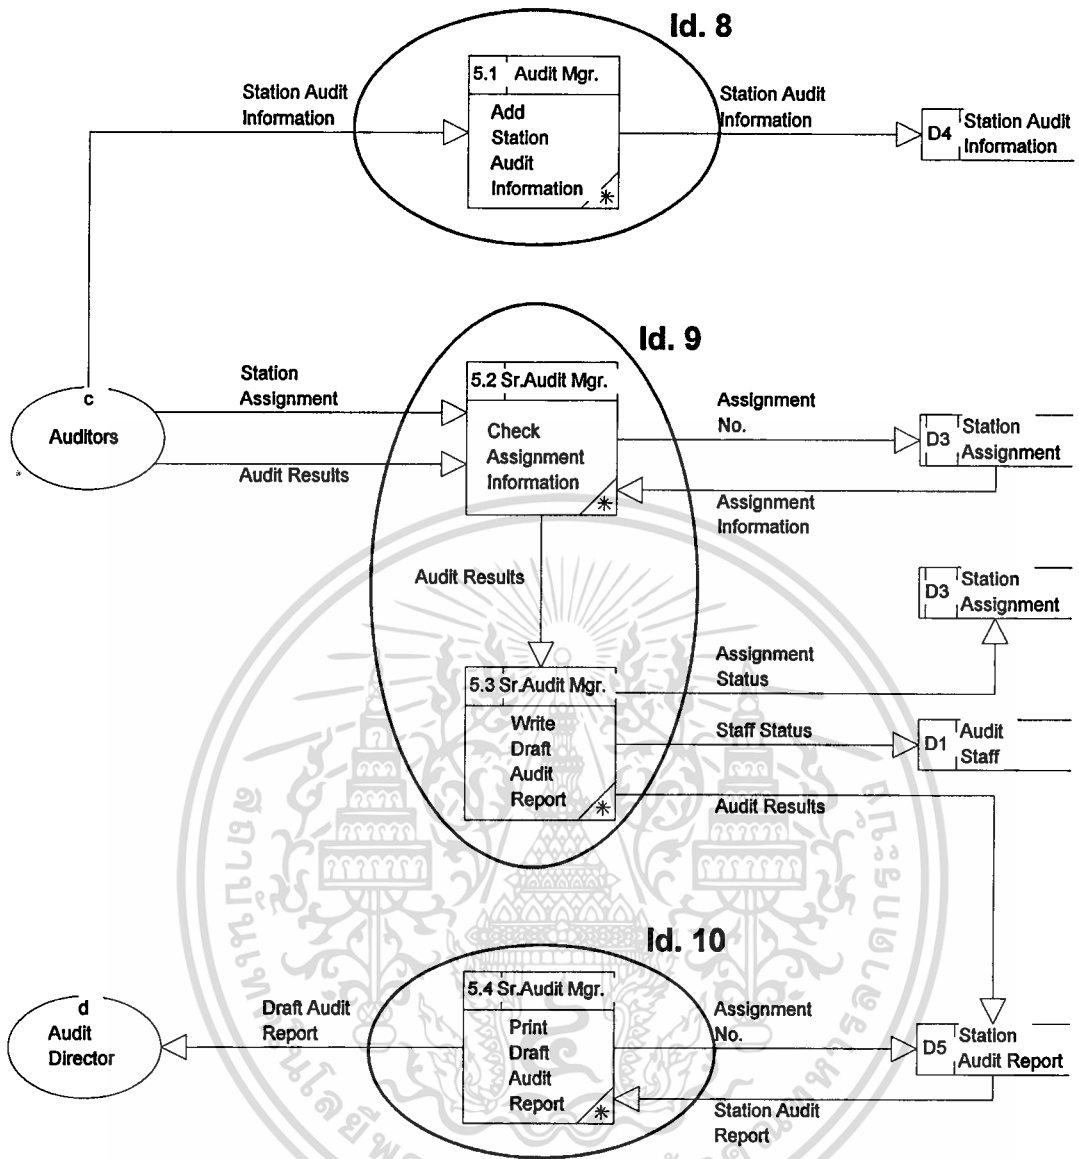 Id. 8
5.1 Audit Mgr.
Station Audit
Information
Add
Station
Audit
Information
*
Station Audit
Information
D4 Station Audit
Information
Id. 9
c
Auditors
Station
Assignment
Audit Results
5.2 Sr.Audit Mgr.
Check
Assignment
Information
*
Assignment
No.
D3 Station
Assignment
Assignment
Information
Audit Results
D3 Station
Assignment
5.3 Sr.Audit Mgr.
Write
Draft
Audit
Report
*
Assignment
Status
Staff Status
D1 Audit
Staff
Audit Results
Id. 10
d
Audit
Director
Draft Audit
Report
5.4 Sr.Audit Mgr.
Print
Draft
Audit
Report
*
Assignment
No.
D5 Station
Audit Report
Station Audit
Report